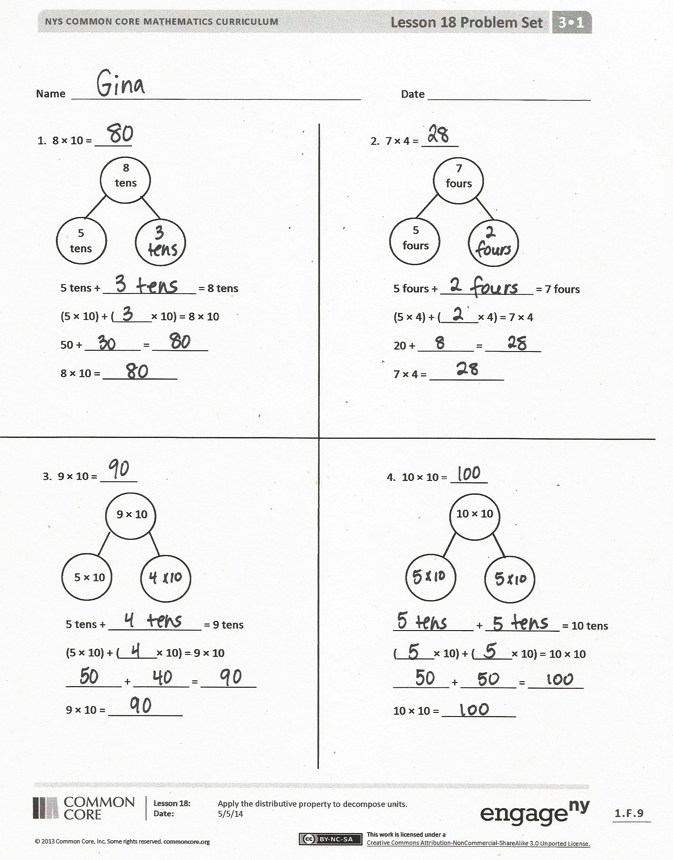 NYS COMMON CORE MATHEMATICS CURRICULUM Lesson 18 Problem Set 3•1
Name Gina Date
1. 8 × 10 = 80
8
tens
5
tens
3
tens
5 tens + 3 tens = 8 tens
(5 × 10) + ( 3 × 10) = 8 × 10
50 + 30 = 80
8 × 10 = 80
2. 7 × 4 = 28
7
fours
5
fours
2
fours
5 fours + 2 fours = 7 fours
(5 × 4) + ( 2 × 4) = 7 × 4
20 + 8 = 28
7 × 4 = 28
3. 9 × 10 = 90
9 × 10
5 × 10 4 x 10
5 tens + 4 tens = 9 tens
(5 × 10) + ( 4 × 10) = 9 × 10
50 + 40 = 90
9 × 10 = 90
4. 10 × 10 = 100
10 × 10
5 x 10 5 x 10
5 tens + 5 tens = 10 tens
( 5 × 10) + ( 5 × 10) = 10 × 10
50 + 50 = 100
10 × 10 = 100
COMMON
CORE
Lesson 18: Apply the distributive property to decompose units.
Date: 5/5/14
engage ny
1.F.9
© 2013 Common Core, Inc. Some rights reserved. commoncore.org
cc BY-NC-SA
This work is licensed under a
Creative Commons Attribution-NonCommercial-ShareAlike 3.0 Unported License.